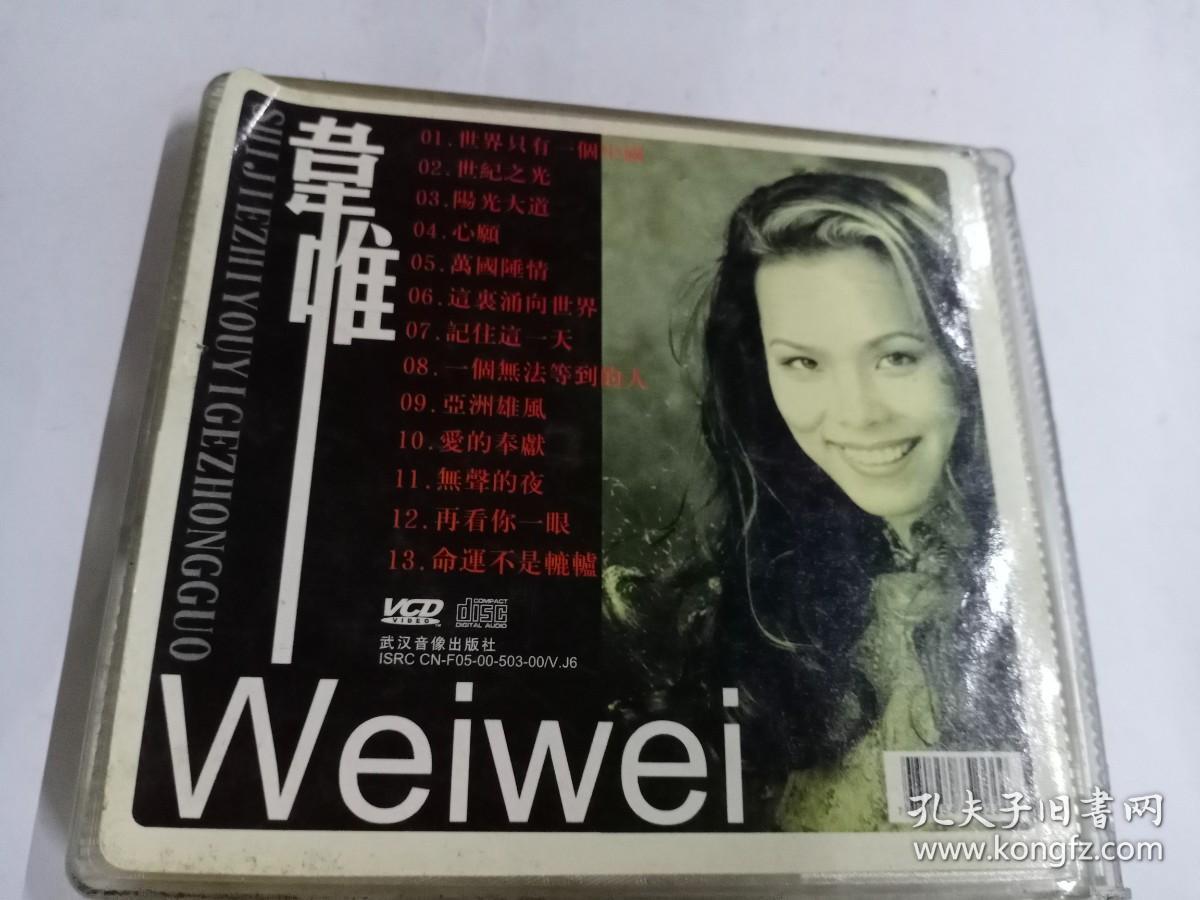 SHIJIEZHIYOUYIGEZHONGGUO
韋唯
01.世界只有一個中國
02.世紀之光
03.陽光大道
04.心願
05.萬國陲情
06.這裏涌向世界
07.記住這一天
08.一個無法等到的人
09.亞洲雄風
10.愛的奉獻
11.無聲的夜
12.再看你一眼
13.命運不是轆轤
VCD VIDEO TM
COMPACT disc DIGITAL AUDIO
武汉音像出版社
ISRC CN-F05-00-503-00/V.J6
Weiwei
孔夫子旧書网
www.kongfz.com